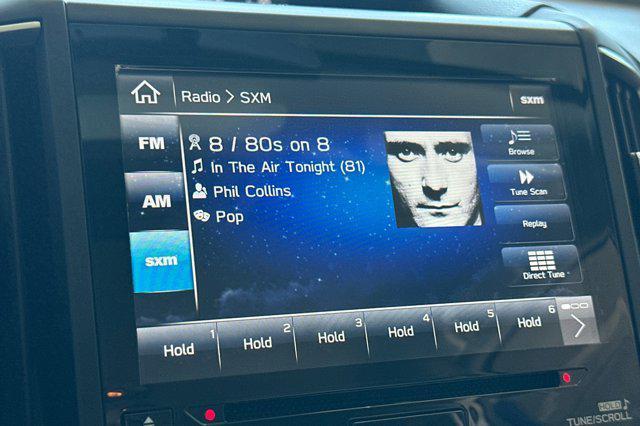 Radio > SXM
sxm
FM
AM
sxm
8 / 80s on 8
In The Air Tonight (81)
Phil Collins
Pop
Browse
Tune Scan
Replay
Direct Tune
Hold 1
Hold 2
Hold 3
Hold 4
Hold 5
Hold 6
HOLD
TUNE/SCROLL